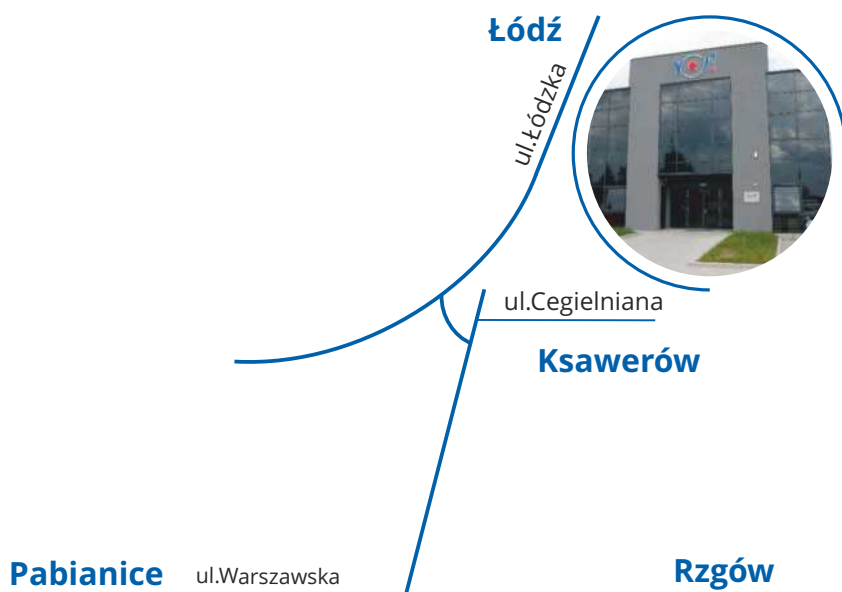 Łódź
ul.Łódzka
ul.Cegielniana
Ksawerów
Pabianice ul.Warszawska
Rzgów